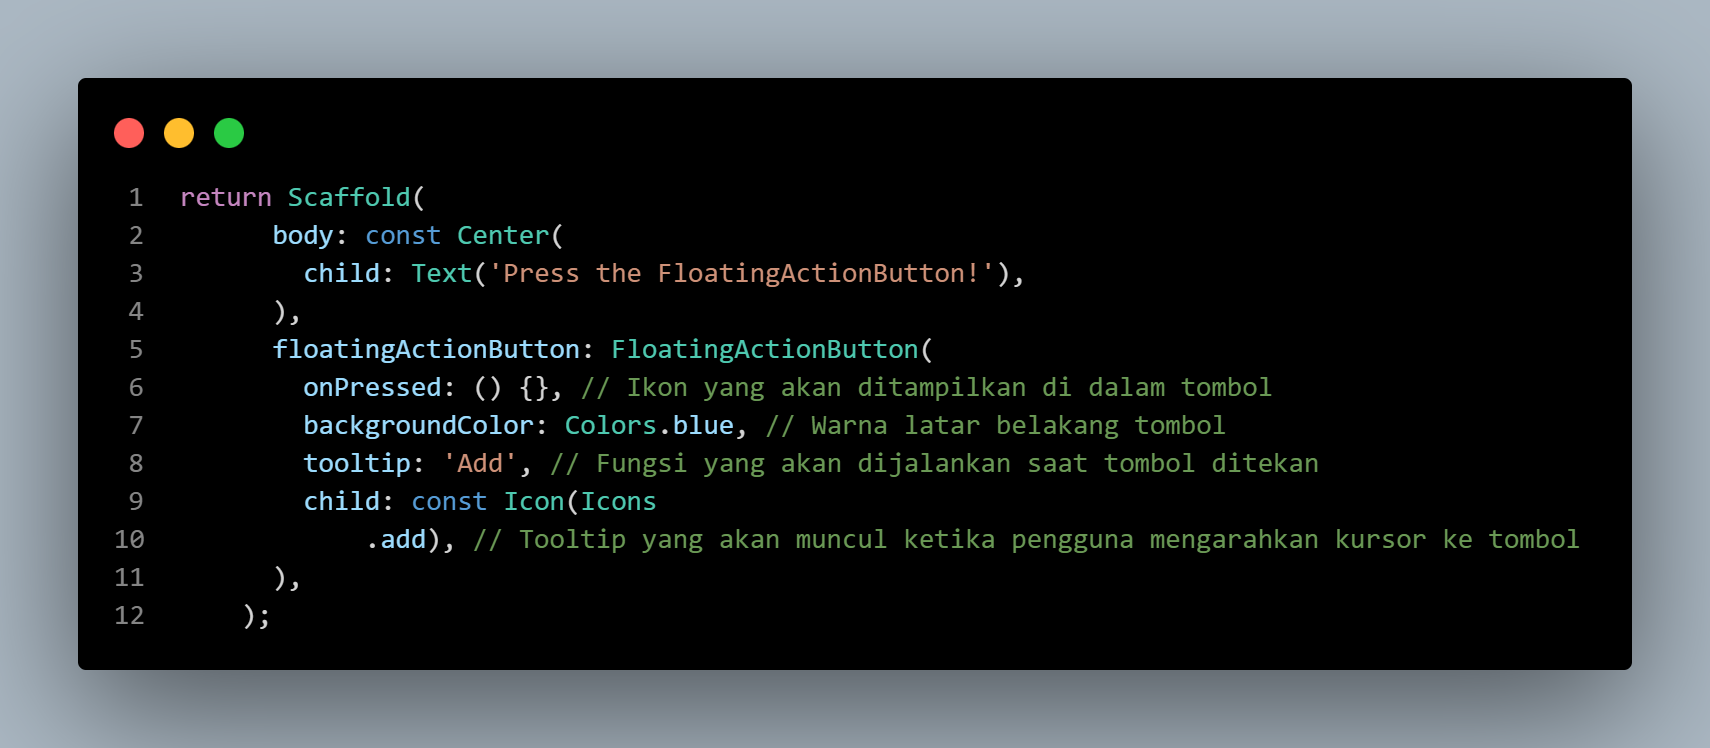 1 return Scaffold(
2 body: const Center(
3 child: Text('Press the FloatingActionButton!'),
4 ),
5 floatingActionButton: FloatingActionButton(
6 onPressed: () {}, // Ikon yang akan ditampilkan di dalam tombol
7 backgroundColor: Colors.blue, // Warna latar belakang tombol
8 tooltip: 'Add', // Fungsi yang akan dijalankan saat tombol ditekan
9 child: const Icon(Icons
10 .add), // Tooltip yang akan muncul ketika pengguna mengarahkan kursor ke tombol
11 ),
12 );